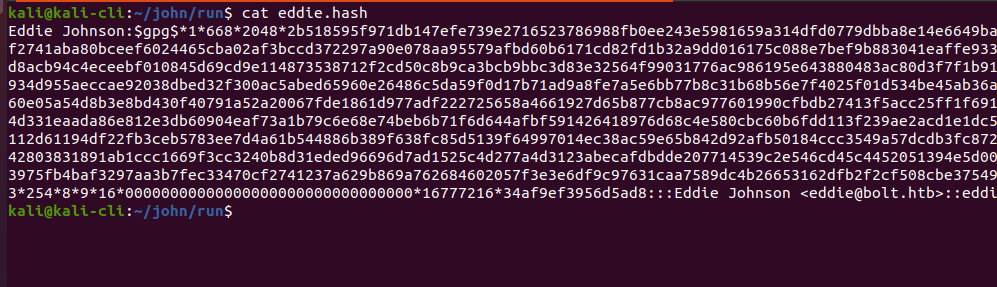 kali@kali-cli:~/john/run$ cat eddie.hash
Eddie Johnson:$gpg$*1*668*2048*2b518595f971db147efe739e2716523786988fb0ee243e5981659a314dfd0779dbba8e14e6649ba
f2741aba80bceef6024465cba02af3bccd372297a90e078aa95579afbd60b6171cd82fd1b32a9dd016175c088e7bef9b883041eaffe933
d8acb94c4eceebf010845d69cd9e114873538712f2cd50c8b9ca3bcb9bbc3d83e32564f99031776ac986195e643880483ac80d3f7f1b91
934d955aeccae92038dbed32f300ac5abed65960e26486c5da59f0d17b71ad9a8fe7a5e6bb77b8c31b68b56e7f4025f01d534be45ab36a
60e05a54d8b3e8bd430f40791a52a20067fde1861d977adf222725658a4661927d65b877cb8ac977601990cfbdb27413f5acc25ff1f691
4d331eaada86e812e3db60904eaf73a1b79c6e68e74beb6b71f6d644afbf591426418976d68c4e580cbc60b6fdd113f239ae2acd1e1dc5
112d61194df22fb3ceb5783ee7d4a61b544886b389f638fc85d5139f64997014ec38ac59e65b842d92afb50184ccc3549a57dcdb3fc872
42803831891ab1ccc1669f3cc3240b8d31eded96696d7ad1525c4d277a4d3123abecafdbdde207714539c2e546cd45c4452051394e5d00
3975fb4baf3297aa3b7fec33470cf2741237a629b869a762684602057f3e3e6df9c97631caa7589dc4b26653162dfb2f2cf508cbe37549
3*254*8*9*16*00000000000000000000000000000000*16777216*34af9ef3956d5ad8:::Eddie Johnson <eddie@bolt.htb>::eddi
kali@kali-cli:~/john/run$